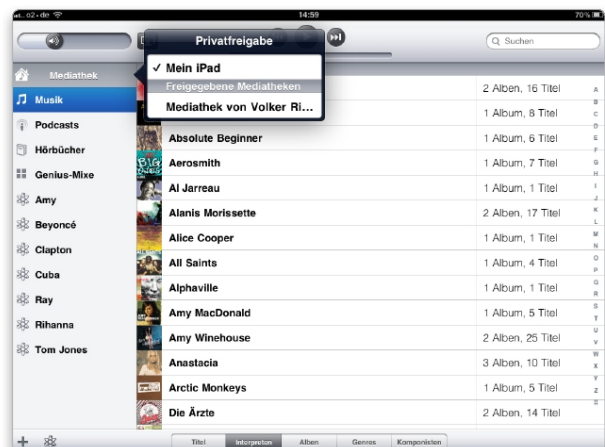 o2-de 14:59 70%
Suchen
Privatfreigabe
✓ Mein iPad
Freigegebene Mediatheken
Mediathek von Volker Ri...
Mediathek
Musik
Podcasts
Hörbücher
Genius-Mixe
Amy
Beyoncé
Clapton
Cuba
Ray
Rihanna
Tom Jones
2 Alben, 16 Titel
1 Album, 8 Titel
Absolute Beginner 1 Album, 6 Titel
Aerosmith 1 Album, 7 Titel
Al Jarreau 1 Album, 1 Titel
Alanis Morissette 2 Alben, 17 Titel
Alice Cooper 1 Album, 1 Titel
All Saints 1 Album, 4 Titel
Alphaville 1 Album, 1 Titel
Amy MacDonald 1 Album, 5 Titel
Amy Winehouse 2 Alben, 25 Titel
Anastacia 3 Alben, 10 Titel
Arctic Monkeys 1 Album, 5 Titel
Die Ärzte 2 Alben, 14 Titel
A
B
C
D
E
F
G
H
I
J
K
L
M
N
O
P
Q
R
S
T
U
V
W
X
Y
Z
#
Titel Interpreten Alben Genres Komponisten